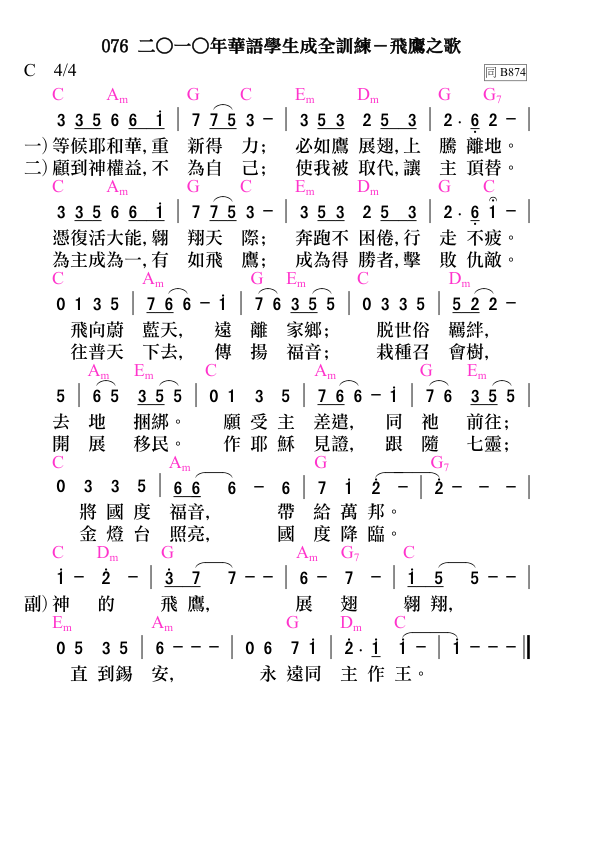 076 二〇一〇年華語學生成全訓練－飛鷹之歌
C 4/4 同 B874
C Am G C Em Dm G G7
3 3 5 6 6 i | 7 7 5 3 － | 3 5 3 2 5 3 | 2 · 6 2 －
一)等候耶和華,重 新得 力; 必如鷹 展翅,上 騰 離地。
二)顧到神權益,不 為自 己; 使我被 取代,讓 主 頂替。
C Am G C Em Dm G C
3 3 5 6 6 i | 7 7 5 3 － | 3 5 3 2 5 3 | 2 · 6 i －
憑復活大能,翱 翔天 際; 奔跑不 困倦,行 走 不疲。
為主成為一,有 如飛 鷹; 成為得 勝者,擊 敗 仇敵。
C Am G Em C Dm
0 1 3 5 | 7 6 6 － i | 7 6 3 5 5 | 0 3 3 5 | 5 2 2 －
飛向蔚 藍天, 遠 離 家鄉; 脫世俗 羈絆,
往普天 下去, 傳 揚 福音; 栽種召 會樹,
Am Em C Am G Em
5 | 6 5 3 5 5 | 0 1 3 5 | 7 6 6 － i | 7 6 3 5 5
去 地 捆綁。 願 受 主 差遣, 同 祂 前往;
開 展 移民。 作 耶 穌 見證, 跟 隨 七靈;
C Am G G7
0 3 3 5 | 6 6 6 － 6 | 7 i 2 － | 2 － － －
將 國 度 福音, 帶 給 萬 邦。
金 燈 台 照亮, 國 度 降 臨。
C Dm G Am G7 C
i － 2 － | 3 7 7 － － | 6 － 7 － | i 5 5 － －
副)神 的 飛 鷹, 展 翅 翱 翔,
Em Am G Dm C
0 5 3 5 | 6 － － － | 0 6 7 i | 2 · i i － | i － － －
直 到錫 安, 永 遠同 主 作 王。